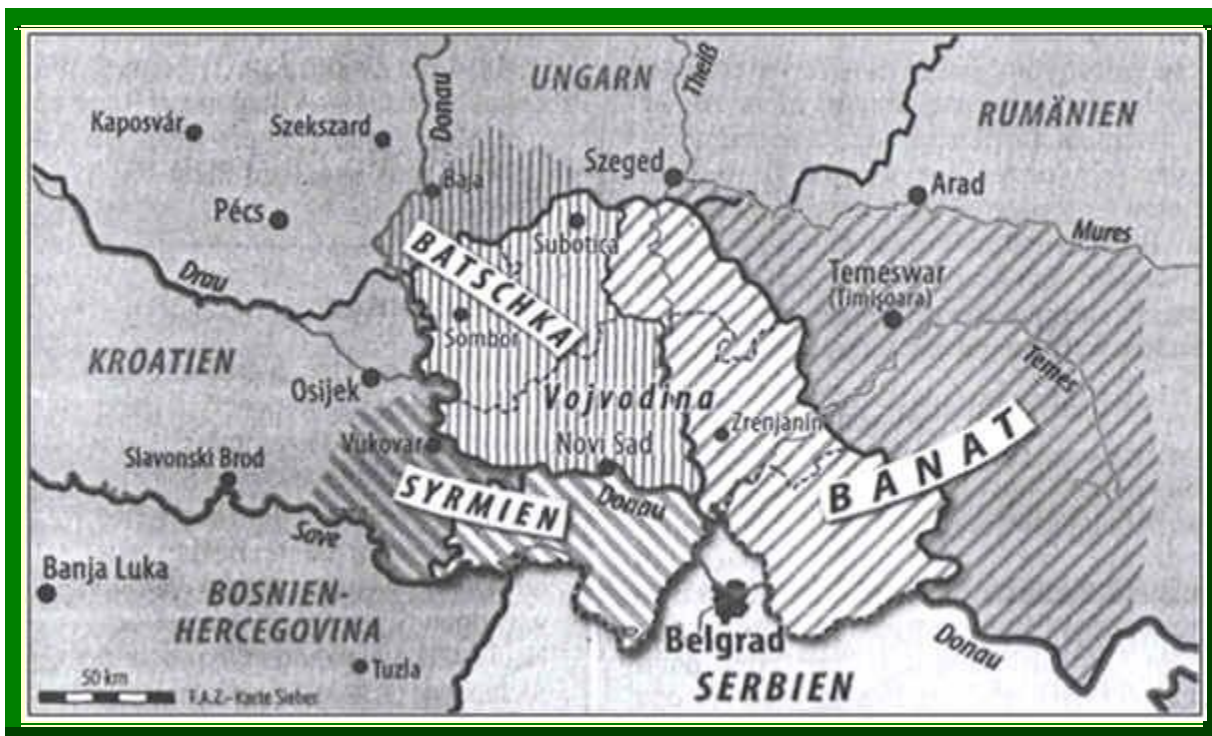 UNGARN
RUMÄNIEN
Donau
Theiß
Kaposvár
Szekszard
Szeged
Baja
Arad
Pécs
Mures
Subotica
BATSCHKA
Drau
Temeswar
(Timişoara)
Sombor
KROATIEN
Osijek
Temes
Vojvodina
Zrenjanin
Vukovar
Novi Sad
Slavonski Brod
BANAT
SYRMIEN
Donau
Save
Banja Luka
BOSNIEN-
HERCEGOVINA
Belgrad
Donau
Tuzla
SERBIEN
50 km
F.A.Z.-Karte Sieber